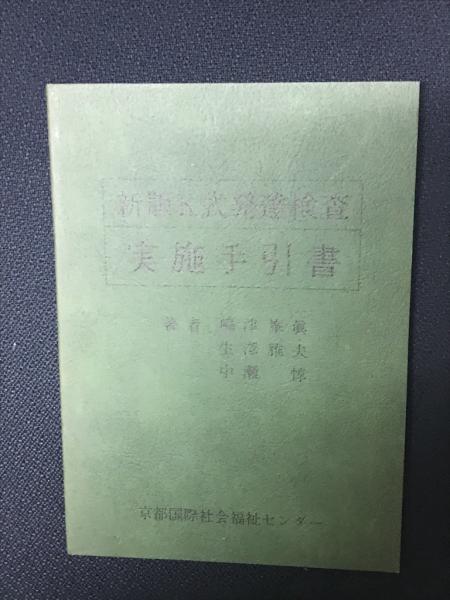 新版K式発達検査
実施手引書
著者 嶋津峯眞
生澤雅夫
中瀬惇
京都国際社会福祉センター